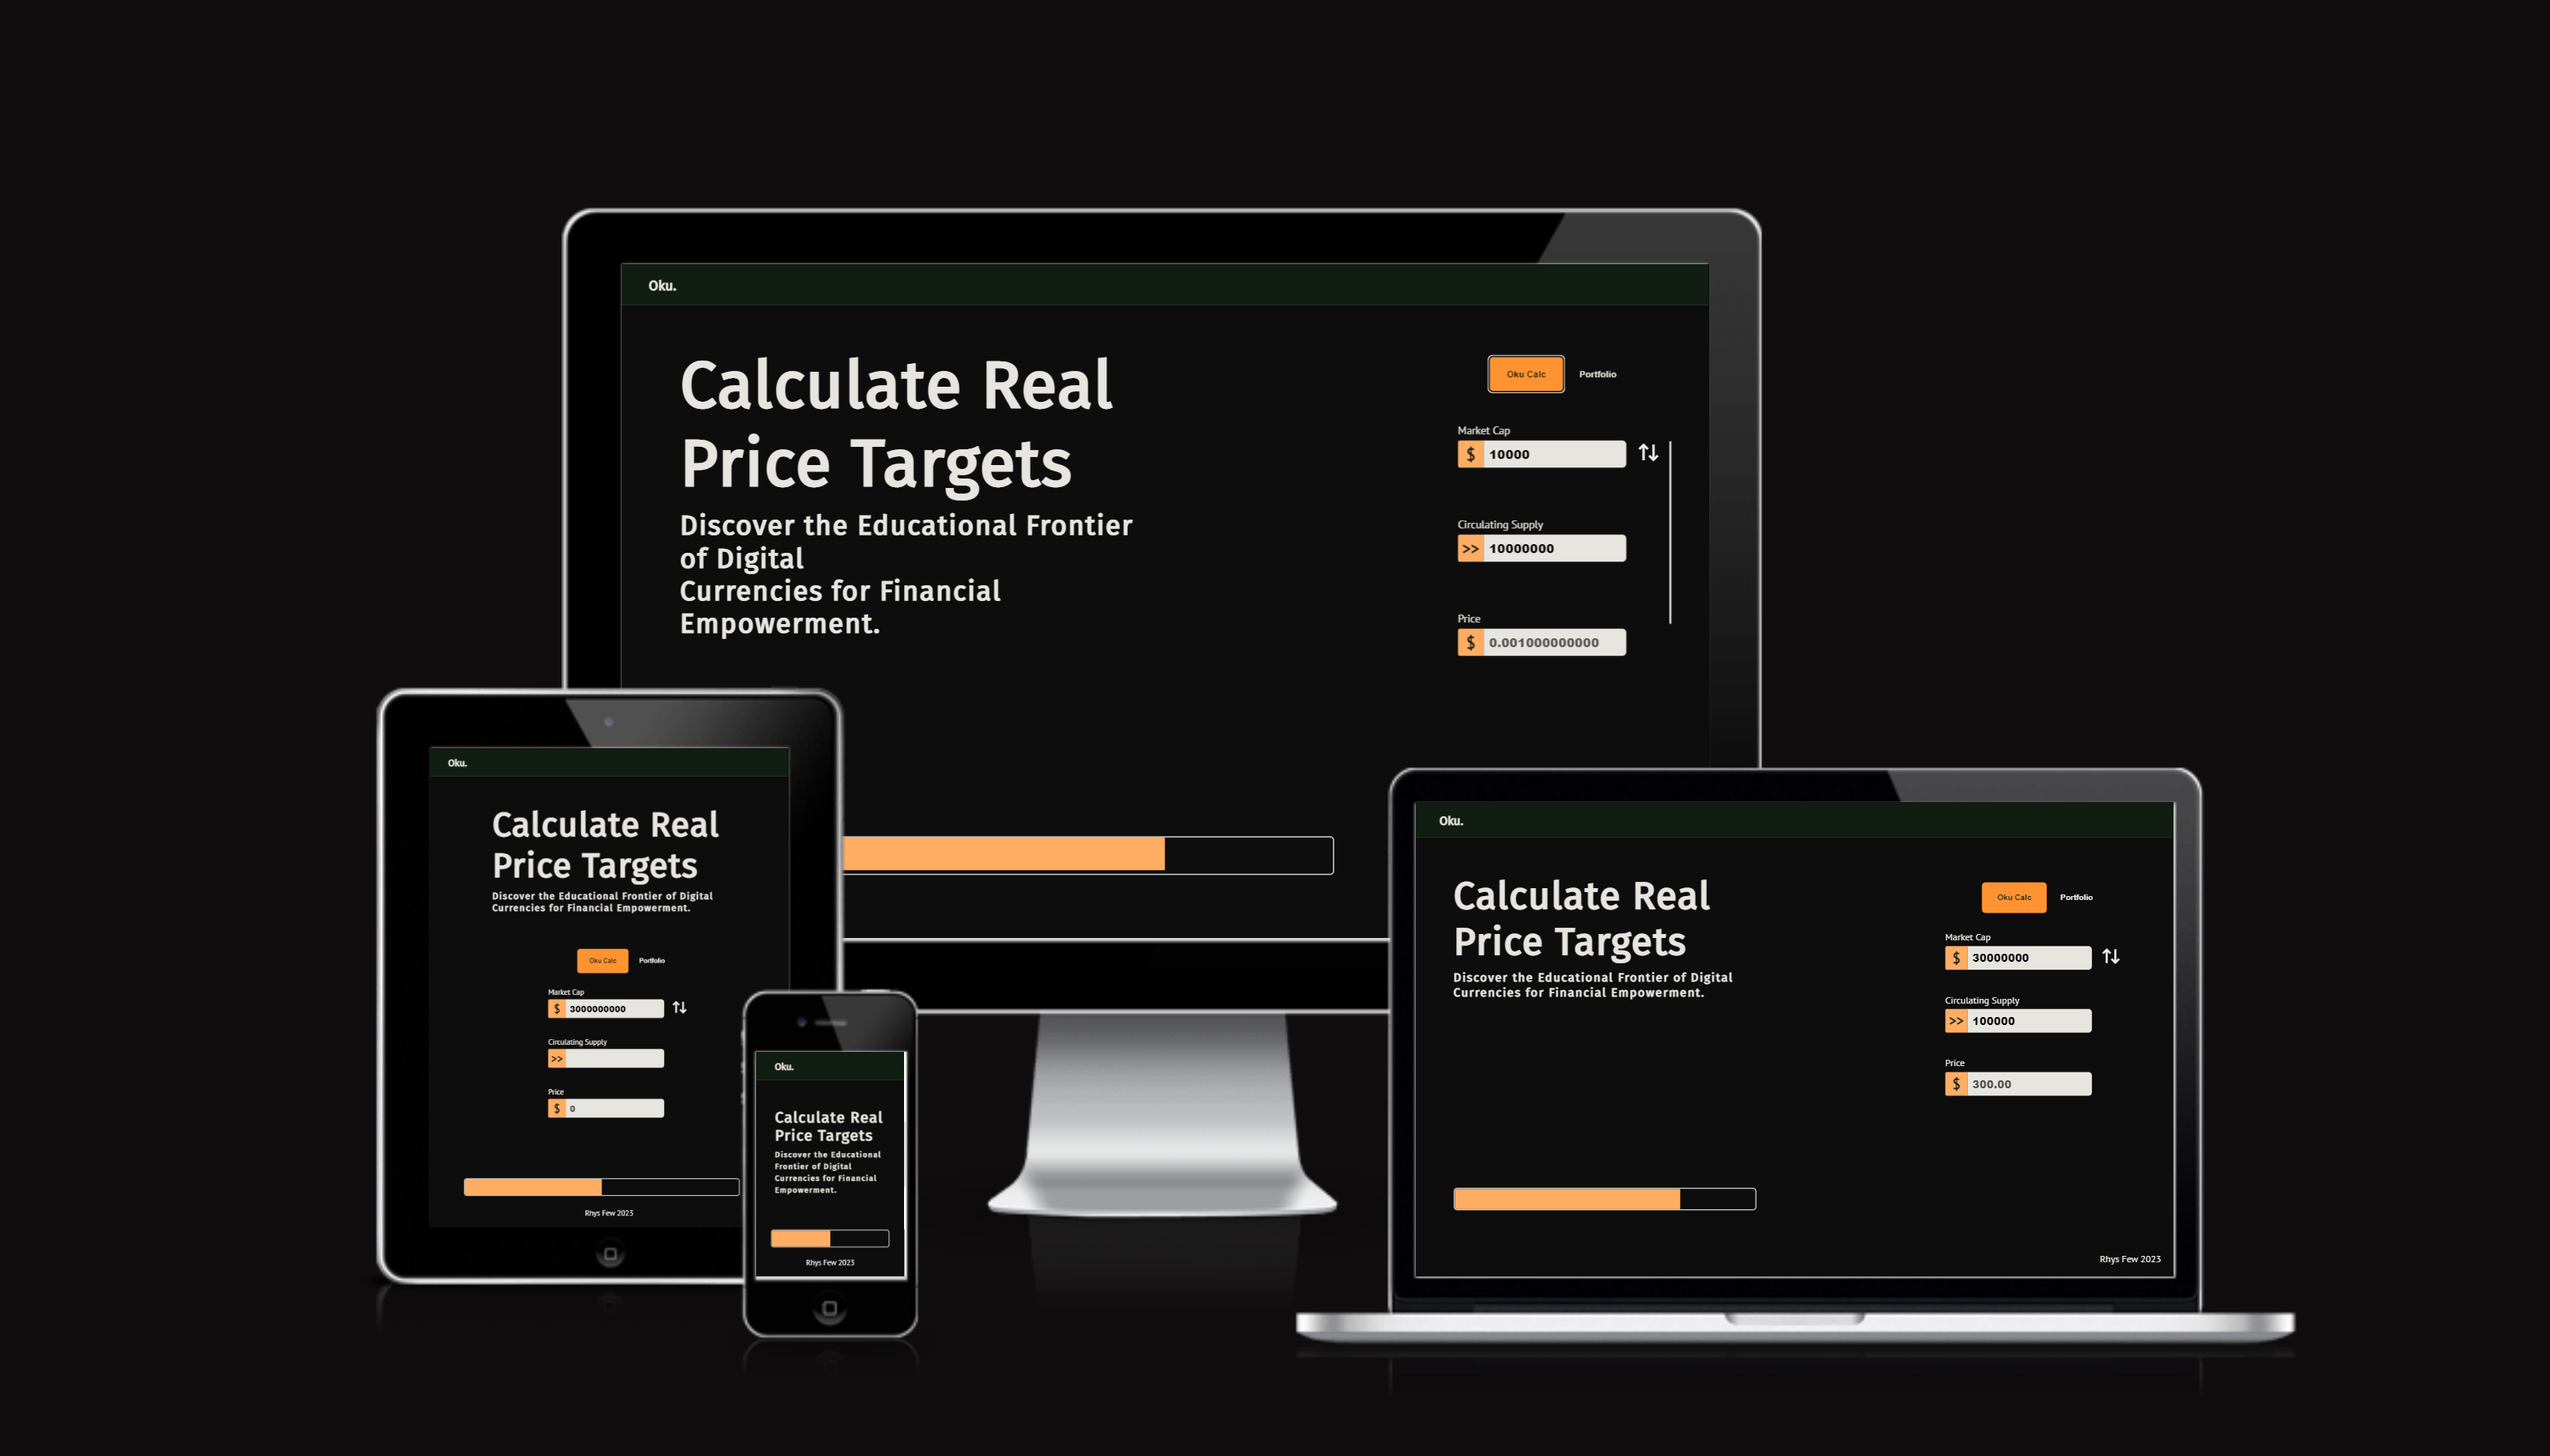 Oku.
Calculate Real
Price Targets
Discover the Educational Frontier
of Digital
Currencies for Financial
Empowerment.
Oku Calc
Portfolio
Market Cap
$ 10000
Circulating Supply
>> 10000000
Price
$ 0.001000000000
Oku.
Calculate Real
Price Targets
Discover the Educational Frontier of Digital
Currencies for Financial Empowerment.
Oku Calc
Portfolio
Market Cap
$ 3000000000
Circulating Supply
>>
Price
$ 0
Rhys Few 2023
Oku.
Calculate Real
Price Targets
Discover the Educational
Frontier of Digital
Currencies for Financial
Empowerment.
Rhys Few 2023
Oku.
Calculate Real
Price Targets
Discover the Educational Frontier of Digital
Currencies for Financial Empowerment.
Oku Calc
Portfolio
Market Cap
$ 30000000
Circulating Supply
>> 100000
Price
$ 300.00
Rhys Few 2023